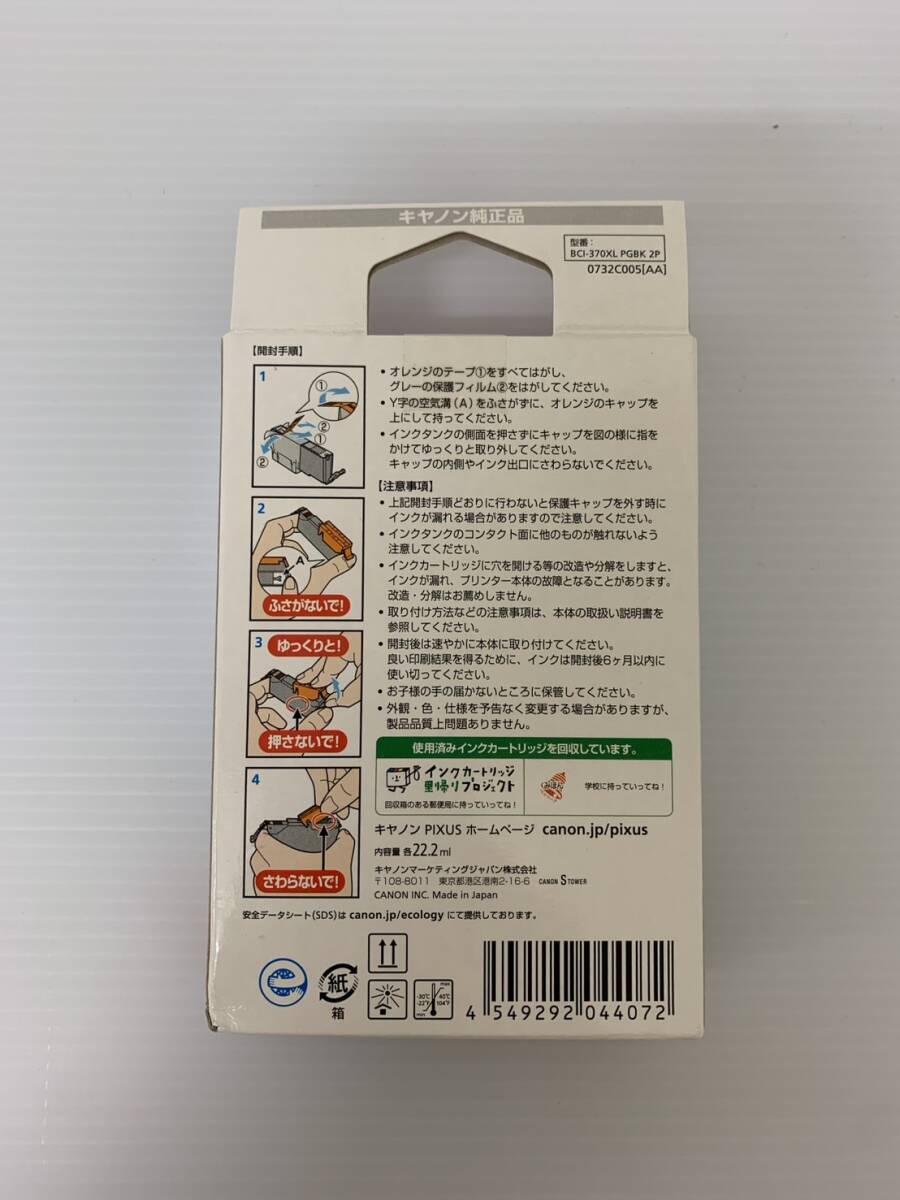 キヤノン純正品
型番：
BCI-370XL PGBK 2P
0732C005[AA]
【開封手順】
1
①
②
①
②
• オレンジのテープ①をすべてはがし、
グレーの保護フィルム②をはがしてください。
• Y字の空気溝（A）をふさがずに、オレンジのキャップを
上にして持ってください。
• インクタンクの側面を押さずにキャップを図の様に指を
かけてゆっくりと取り外してください。
キャップの内側やインク出口にさわらないでください。
2
A
ふさがないで!
3
ゆっくりと!
押さないで!
4
さわらないで!
【注意事項】
• 上記開封手順どおりに行わないと保護キャップを外す時に
インクが漏れる場合がありますので注意してください。
• インクタンクのコンタクト面に他のものが触れないよう
注意してください。
• インクカートリッジに穴を開ける等の改造や分解をしますと、
インクが漏れ、プリンター本体の故障となることがあります。
改造・分解はお薦めしません。
• 取り付け方法などの注意事項は、本体の取扱い説明書を
参照してください。
• 開封後は速やかに本体に取り付けてください。
良い印刷結果を得るために、インクは開封後6ヶ月以内に
使い切ってください。
• お子様の手の届かないところに保管してください。
• 外観・色・仕様を予告なく変更する場合がありますが、
製品品質上問題ありません。
使用済みインクカートリッジを回収しています。
インクカートリッジ
里帰りプロジェクト
回収箱のある郵便局に持っていってね！
みほん
学校に持っていってね！
キヤノン PIXUS ホームページ canon.jp/pixus
内容量 各22.2ml
キヤノンマーケティングジャパン株式会社
〒108-8011 東京都港区港南2-16-6 CANON S TOWER
CANON INC. Made in Japan
安全データシート(SDS)は canon.jp/ecology にて提供しております。
紙
箱
-30℃
-22℉
min
max
40℃
104℉
4 549292 044072